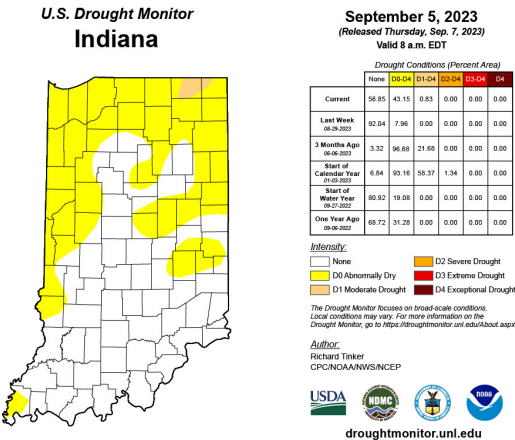 U.S. Drought Monitor
Indiana
September 5, 2023
(Released Thursday, Sep. 7, 2023)
Valid 8 a.m. EDT
Drought Conditions (Percent Area)
None D0-D4 D1-D4 D2-D4 D3-D4 D4
Current 56.85 43.15 0.83 0.00 0.00 0.00
Last Week
08-29-2023 92.04 7.96 0.00 0.00 0.00 0.00
3 Months Ago
06-06-2023 3.32 96.68 21.68 0.00 0.00 0.00
Start of
Calendar Year 6.84 93.16 58.37 1.34 0.00 0.00
01-03-2023
Start of
Water Year 80.92 19.08 0.00 0.00 0.00 0.00
09-27-2022
One Year Ago
09-06-2022 68.72 31.28 0.00 0.00 0.00 0.00
Intensity:
None
D0 Abnormally Dry
D1 Moderate Drought
D2 Severe Drought
D3 Extreme Drought
D4 Exceptional Drought
The Drought Monitor focuses on broad-scale conditions.
Local conditions may vary. For more information on the
Drought Monitor, go to https://droughtmonitor.unl.edu/About.aspx
Author:
Richard Tinker
CPC/NOAA/NWS/NCEP
USDA
NDMC
NOAA
droughtmonitor.unl.edu